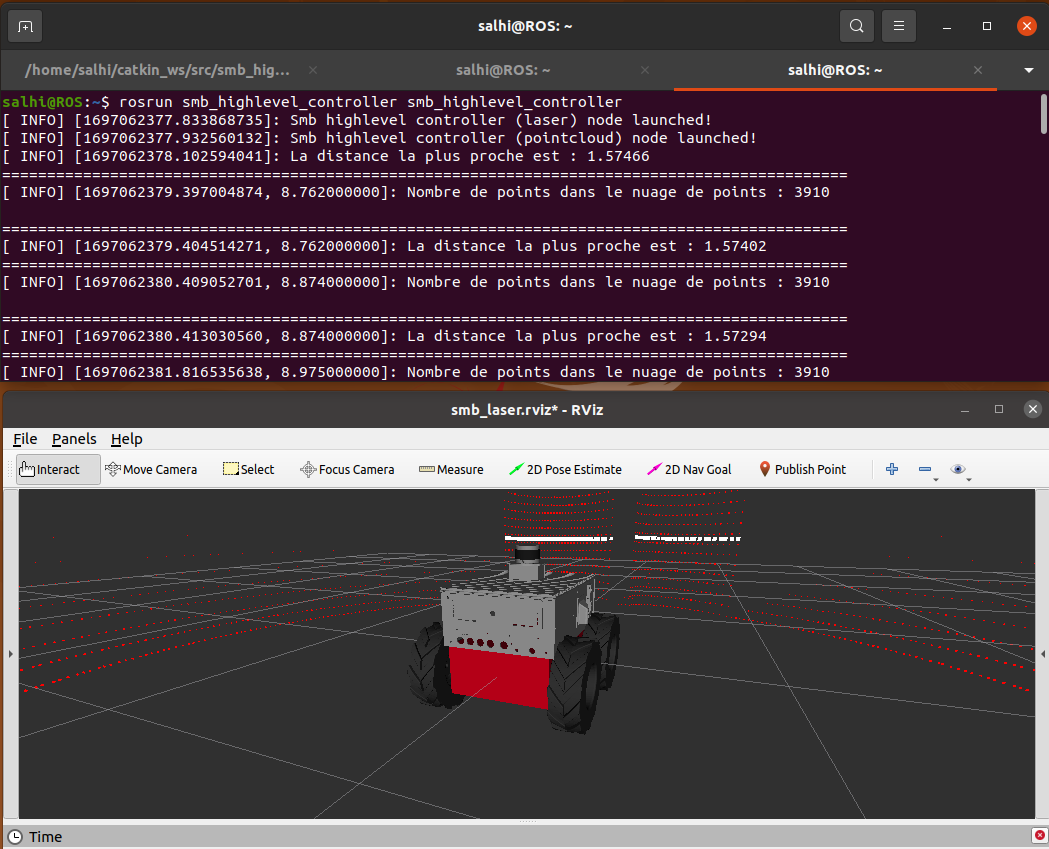 salhi@ROS: ~
/home/salhi/catkin_ws/src/smb_hig... salhi@ROS: ~ salhi@ROS: ~
salhi@ROS:~$ rosrun smb_highlevel_controller smb_highlevel_controller
[ INFO] [1697062377.833868735]: Smb highlevel controller (laser) node launched!
[ INFO] [1697062377.932560132]: Smb highlevel controller (pointcloud) node launched!
[ INFO] [1697062378.102594041]: La distance la plus proche est : 1.57466
==============================================================================================
[ INFO] [1697062379.397004874, 8.762000000]: Nombre de points dans le nuage de points : 3910
==============================================================================================
[ INFO] [1697062379.404514271, 8.762000000]: La distance la plus proche est : 1.57402
==============================================================================================
[ INFO] [1697062380.409052701, 8.874000000]: Nombre de points dans le nuage de points : 3910
==============================================================================================
[ INFO] [1697062380.413030560, 8.874000000]: La distance la plus proche est : 1.57294
==============================================================================================
[ INFO] [1697062381.816535638, 8.975000000]: Nombre de points dans le nuage de points : 3910
smb_laser.rviz* - RViz
File Panels Help
Interact Move Camera Select Focus Camera Measure 2D Pose Estimate 2D Nav Goal Publish Point
Time